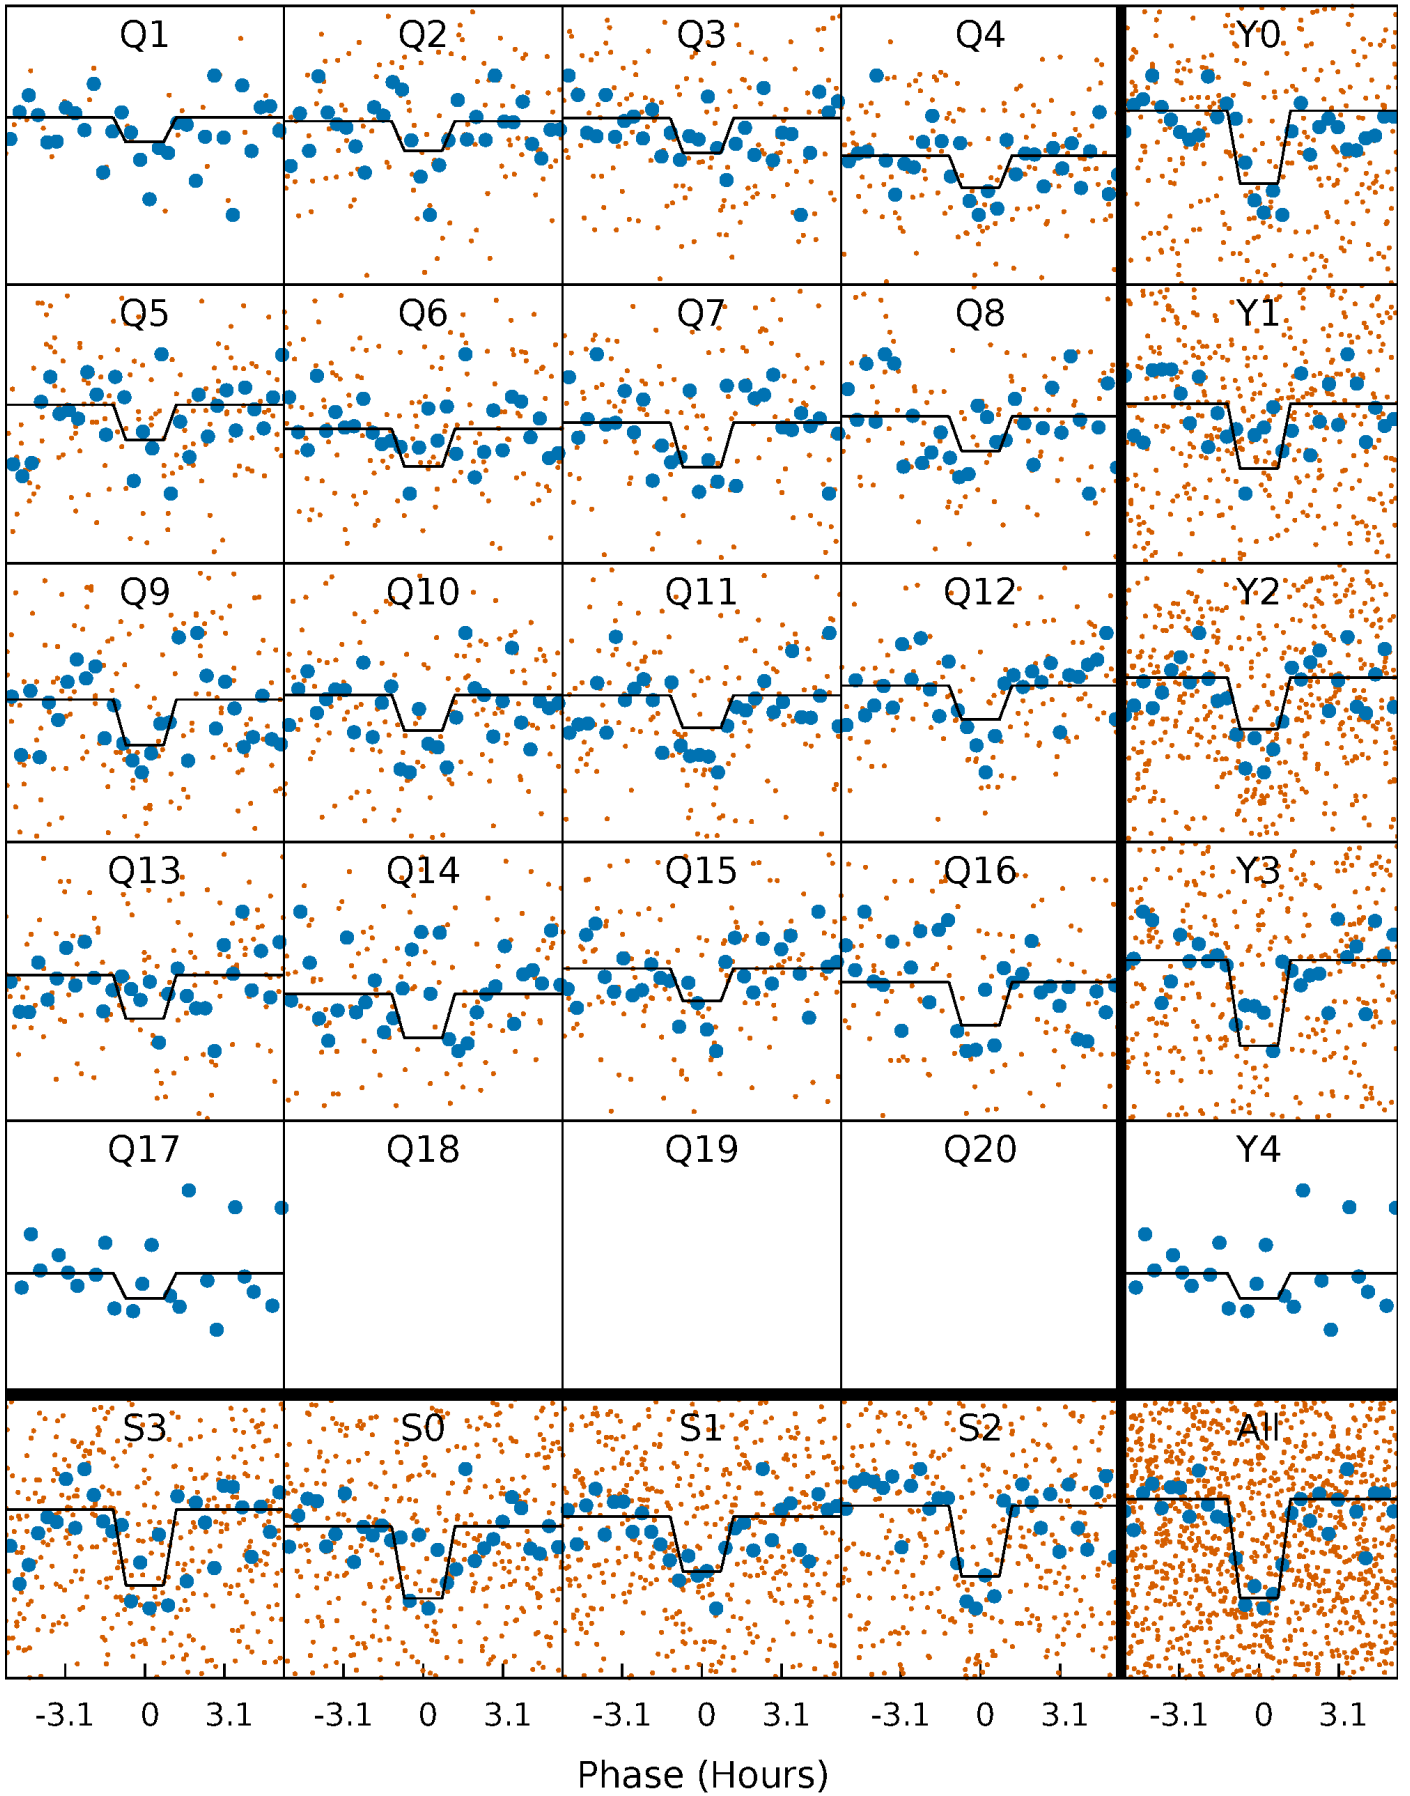 Q1 Q2 Q3 Q4 Y0
Q5 Q6 Q7 Q8 Y1
Q9 Q10 Q11 Q12 Y2
Q13 Q14 Q15 Q16 Y3
Q17 Q18 Q19 Q20 Y4
S3 S0 S1 S2 All
-3.1 0 3.1 -3.1 0 3.1 -3.1 0 3.1 -3.1 0 3.1 -3.1 0 3.1
Phase (Hours)